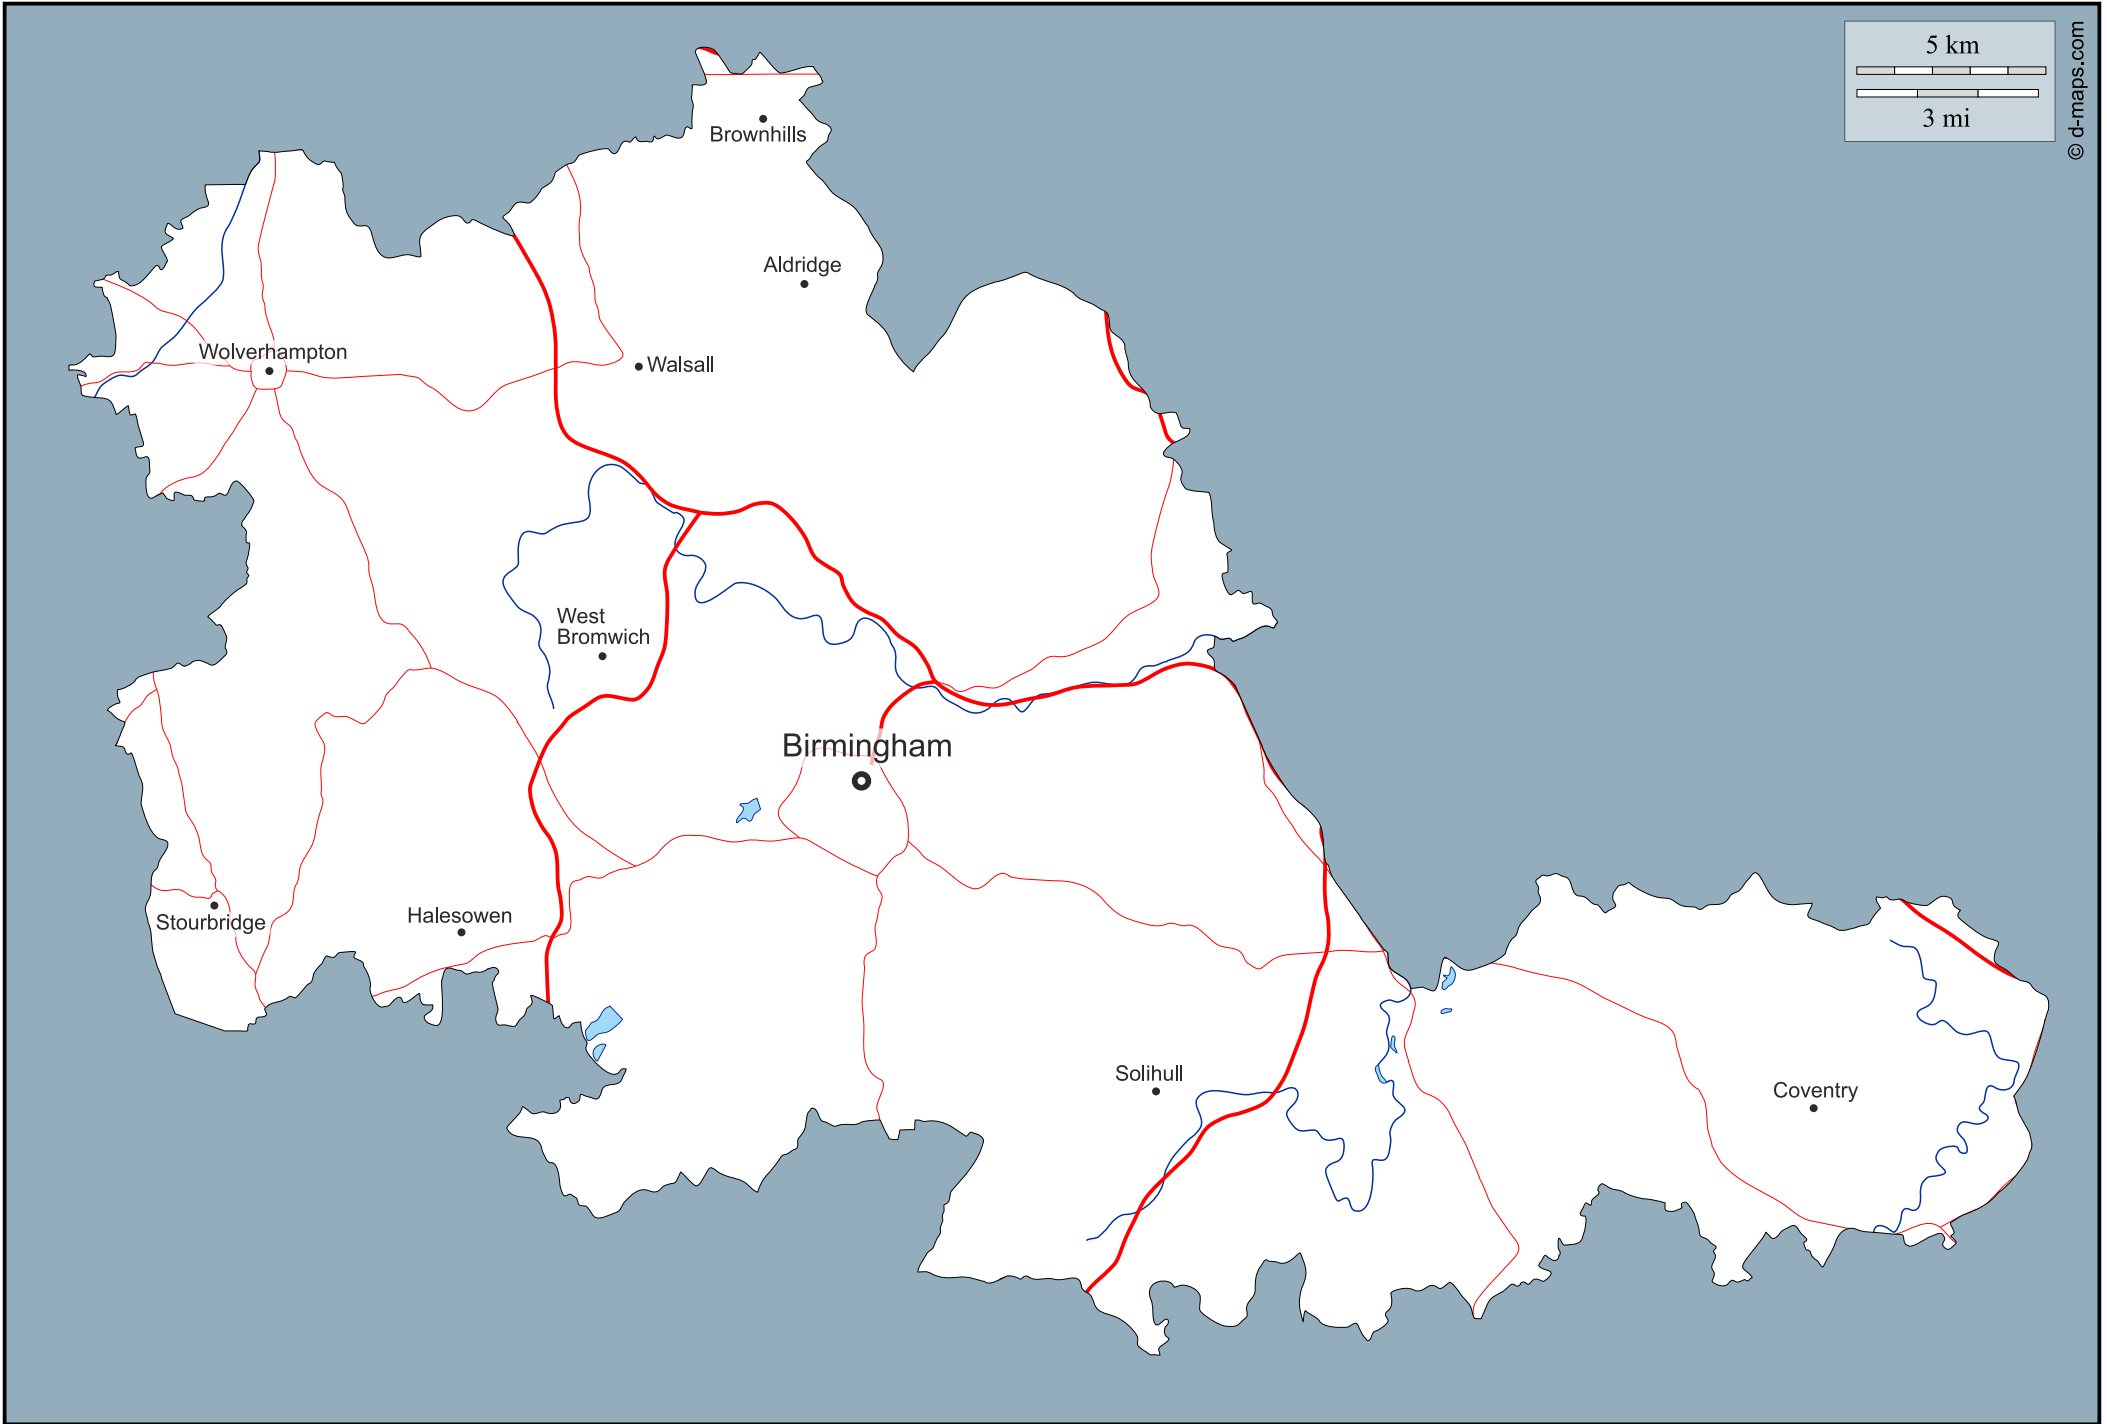 5 km
3 mi
© d-maps.com
Brownhills
Aldridge
Wolverhampton
Walsall
West
Bromwich
Birmingham
Stourbridge
Halesowen
Solihull
Coventry